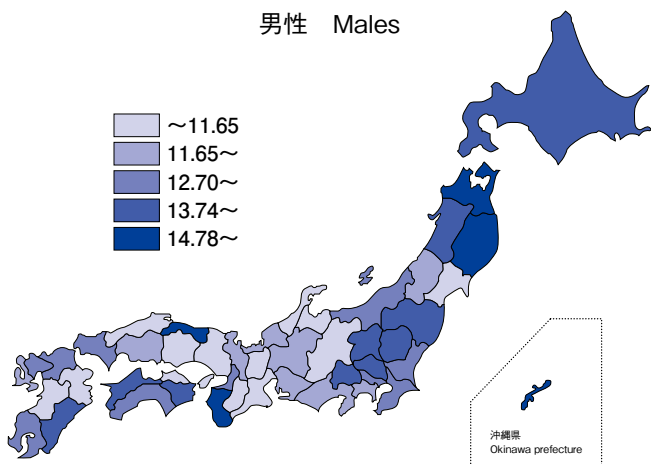 男性　Males
～11.65
11.65～
12.70～
13.74～
14.78～
沖縄県
Okinawa prefecture